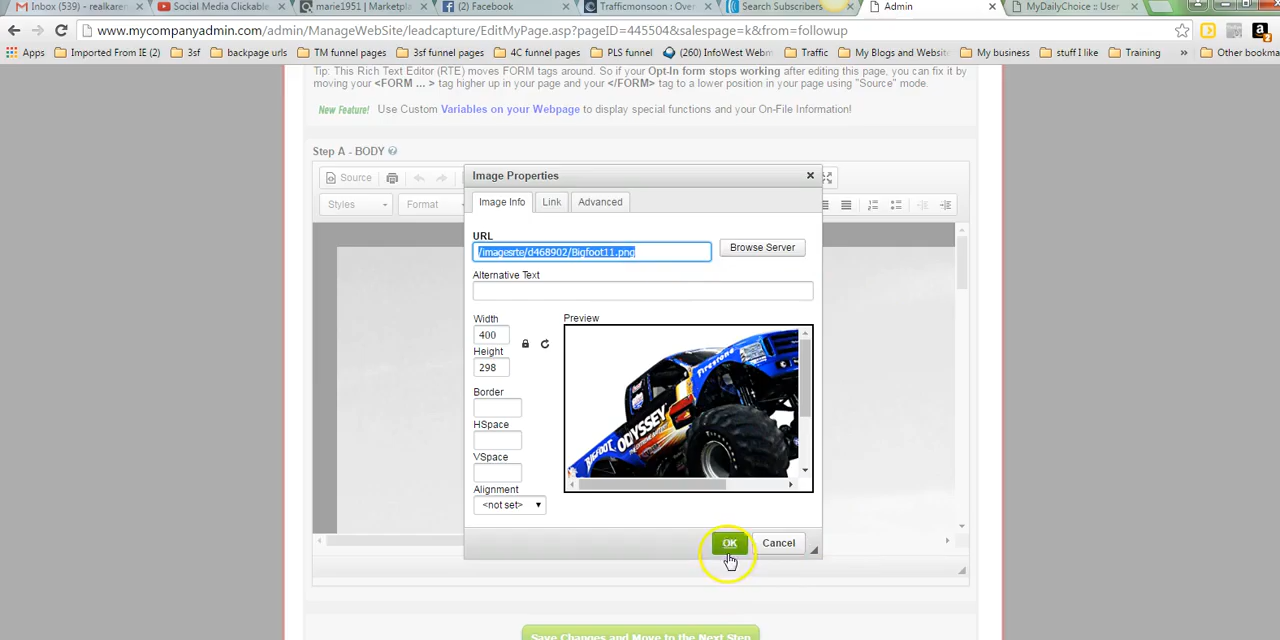 Inbox (539) - realkaren
Social Media Clickable
marie1951 | Marketpla
(2) Facebook
Trafficmonsoon : Over
Search Subscribers
Admin
MyDailyChoice :: User
www.mycompanyadmin.com/admin/ManageWebSite/leadcapture/EditMyPage.asp?pageID=445504&salespage=k&from=followup
Apps Imported From IE (2) 3sf backpage urls TM funnel pages 3sf funnel pages 4C funnel pages PLS funnel (260) InfoWest Web Traffic My Blogs and Website My business stuff I like Training » Other bookma
Tip: This Rich Text Editor (RTE) moves FORM tags around. So if your Opt-In form stops working after editing this page, you can fix it by
moving your <FORM ... > tag higher up in your page and your </FORM> tag to a lower position in your page using "Source" mode.
New Feature! Use Custom Variables on your Webpage to display special functions and your On-File Information!
Step A - BODY
Source
Styles Format
Image Properties
Image Info Link Advanced
URL
/imagesrte/d468902/Bigfoot11.png Browse Server
Alternative Text
Width
400
Height
298
Border
HSpace
VSpace
Alignment
<not set>
Preview
Firestone
ODYSSEY
BIGFOOT
OK Cancel
Save Changes and Move to the Next Step